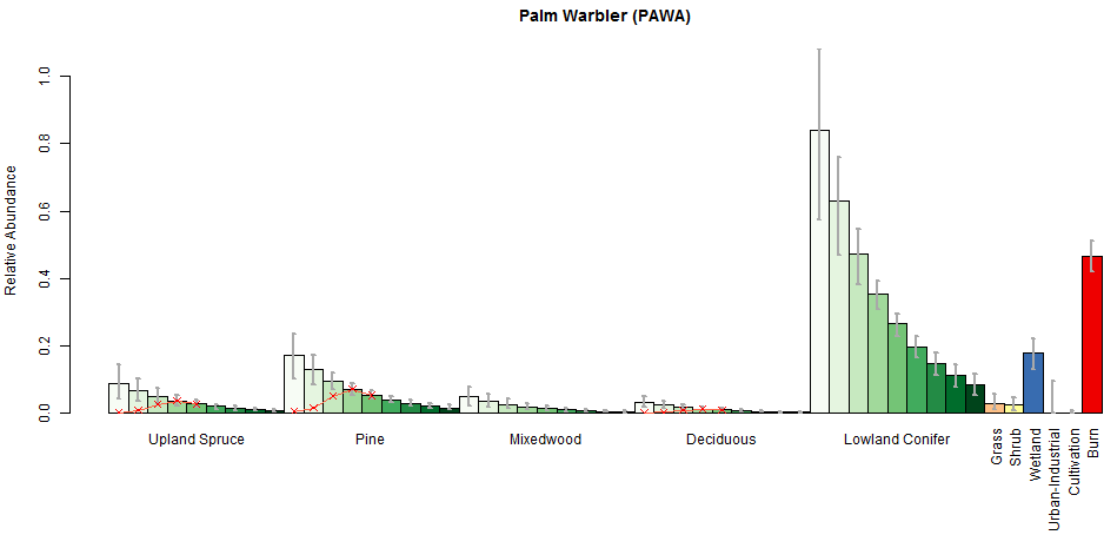 Palm Warbler (PAWA)
Relative Abundance
1.0
0.8
0.6
0.4
0.2
0.0
Upland Spruce
Pine
Mixedwood
Deciduous
Lowland Conifer
Grass
Shrub
Wetland
Urban-Industrial
Cultivation
Burn